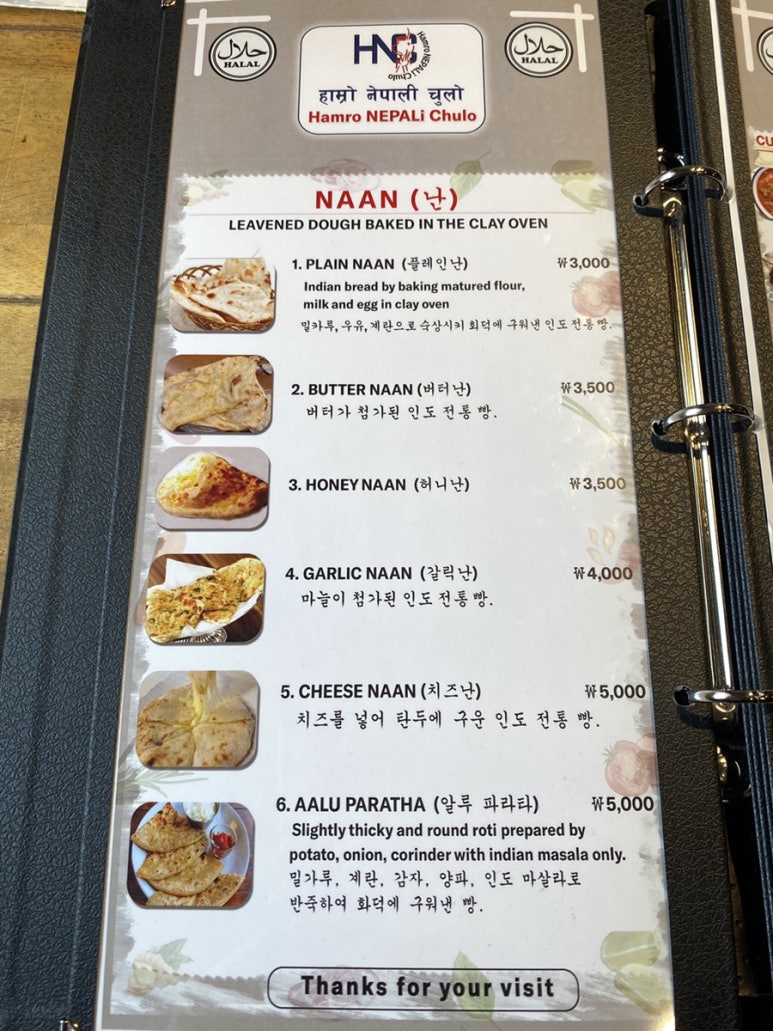 حلال
HALAL
HNC
Hamro NEPALi Chulo
हाम्रो नेपाली चुलो
Hamro NEPALi Chulo
حلال
HALAL
NAAN (난)
LEAVENED DOUGH BAKED IN THE CLAY OVEN
1. PLAIN NAAN (플레인난) ₩3,000
Indian bread by baking matured flour,
milk and egg in clay oven
밀카루, 우유, 계란으로 숙상시키 화덕에 구워낸 인도 전통 빵.
2. BUTTER NAAN (버터난) ₩3,500
버터가 첨가된 인도 전통 빵.
3. HONEY NAAN (허니난) ₩3,500
4. GARLIC NAAN (갈릭난) ₩4,000
마늘이 첨가된 인도 전통 빵.
5. CHEESE NAAN (치즈난) ₩5,000
치즈를 넣어 탄두에 구운 인도 전통 빵.
6. AALU PARATHA (알루 파라타) ₩5,000
Slightly thicky and round roti prepared by
potato, onion, corinder with indian masala only.
밀가루, 계란, 감자, 양파, 인도 마살라로
반죽하여 화덕에 구워낸 빵.
Thanks for your visit
CU